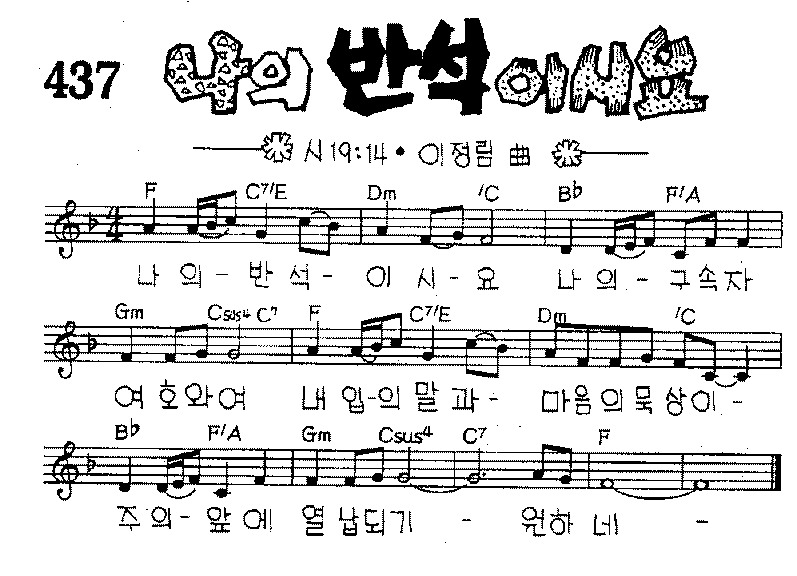 437 나의 반석이시요
시 19:14 • 이정림 曲
F C7/E Dm /C B♭ F/A
나 의 - 반 석 - 이 시 - 요 나 의 - 구 속 자
Gm Csus4 C7 F C7/E Dm /C
여 호 와 여 내 입 - 의 말 과 - 마 음 의 묵 상 이 -
B♭ F/A Gm Csus4 C7 F
주 의 - 앞 에 열 납 되 기 - 원 하 네 -